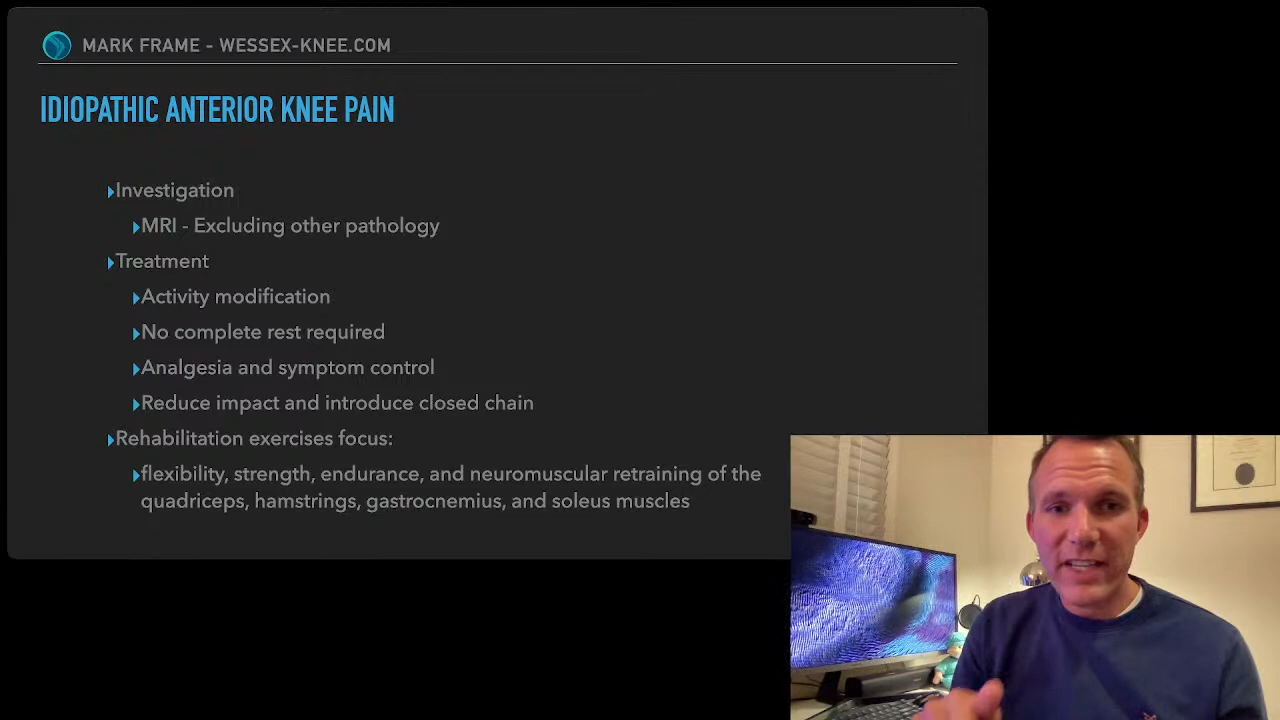 MARK FRAME - WESSEX-KNEE.COM
IDIOPATHIC ANTERIOR KNEE PAIN
Investigation
MRI - Excluding other pathology
Treatment
Activity modification
No complete rest required
Analgesia and symptom control
Reduce impact and introduce closed chain
Rehabilitation exercises focus:
flexibility, strength, endurance, and neuromuscular retraining of the
quadriceps, hamstrings, gastrocnemius, and soleus muscles